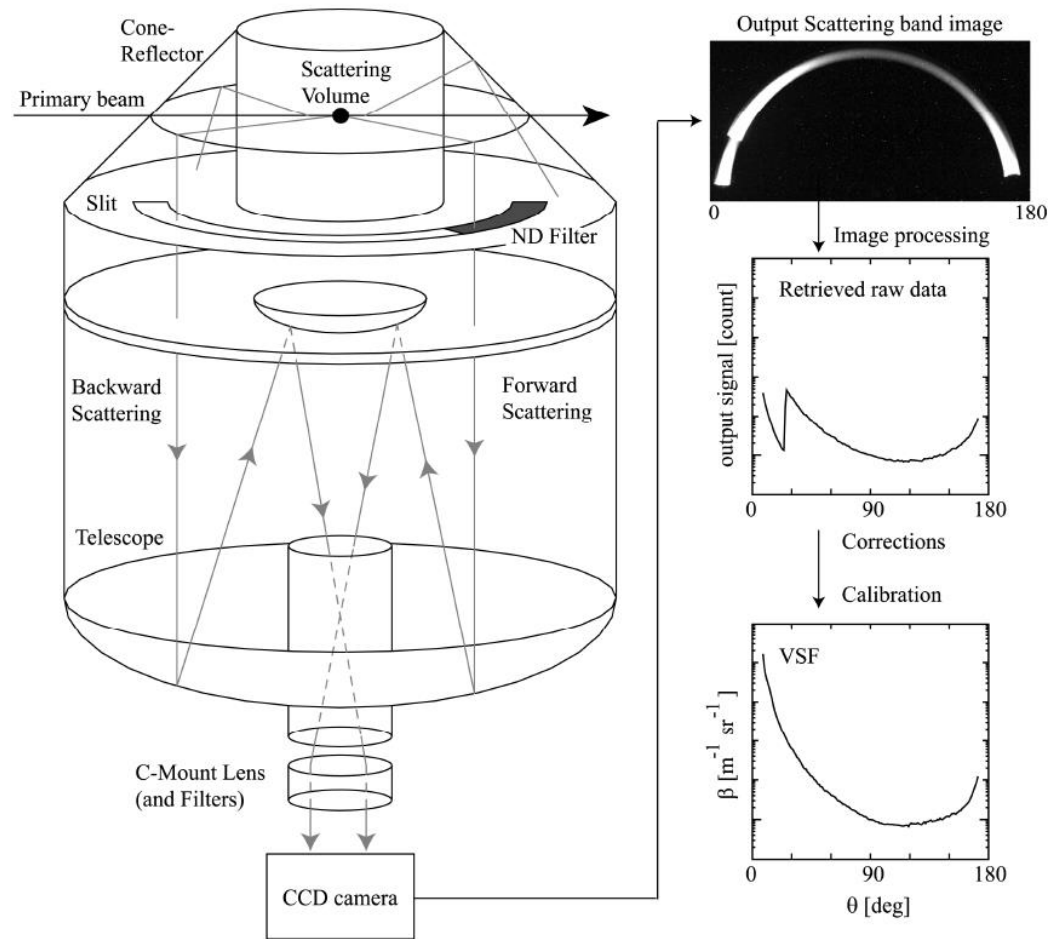 Cone-
Reflector
Scattering
Volume
Primary beam
Slit
ND Filter
Backward
Scattering
Forward
Scattering
Telescope
C-Mount Lens
(and Filters)
CCD camera
Output Scattering band image
0
180
Image processing
Retrieved raw data
output signal [count]
0
90
180
Corrections
Calibration
VSF
β [m⁻¹ sr⁻¹]
0
90
180
θ [deg]